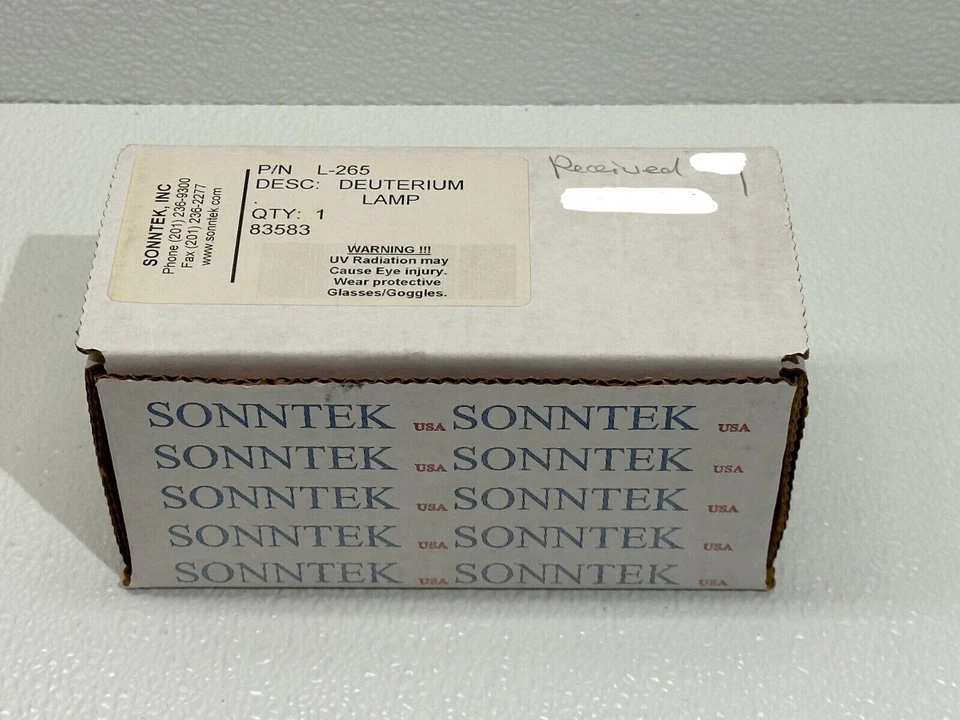 SONNTEK, INC
Phone (201) 236-9300
Fax (201) 236-2277
www.sonntek.com
P/N L-265
DESC: DEUTERIUM
. LAMP
QTY: 1
83583
WARNING !!!
UV Radiation may
Cause Eye injury.
Wear protective
Glasses/Goggles.
Received
SONNTEK USA SONNTEK USA
SONNTEK USA SONNTEK USA
SONNTEK USA SONNTEK USA
SONNTEK USA SONNTEK USA
SONNTEK USA SONNTEK USA